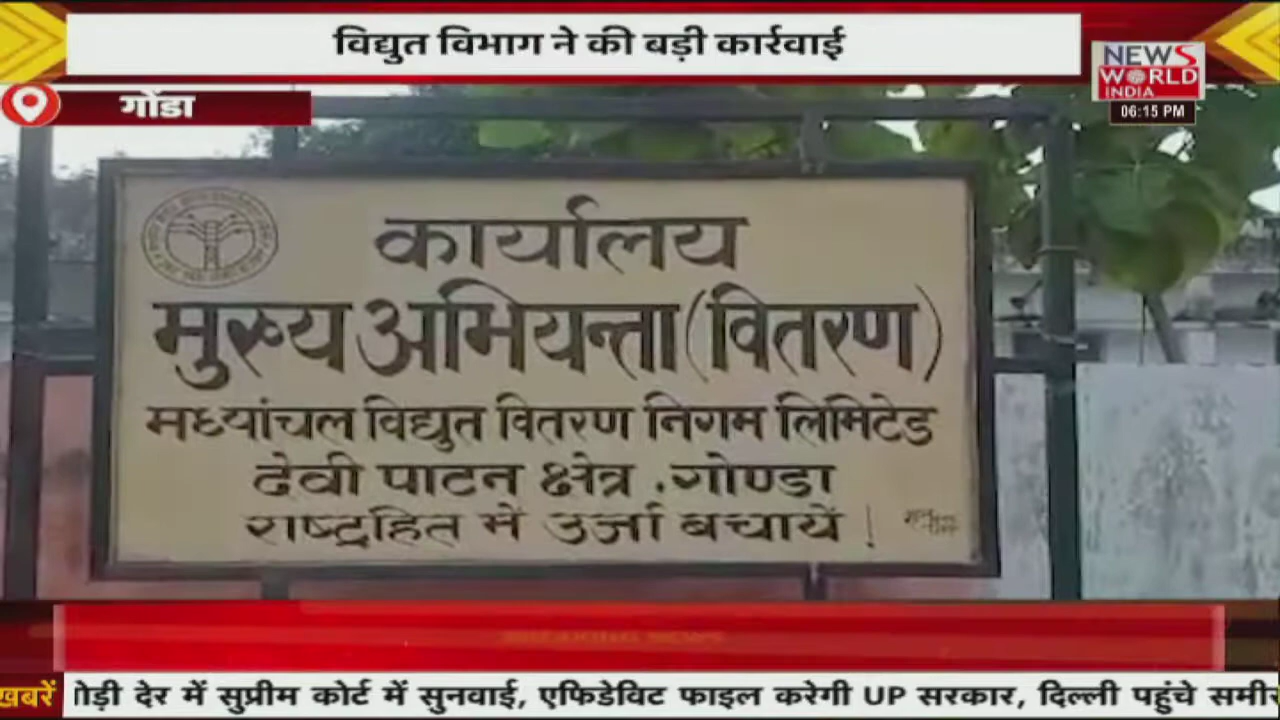 विद्युत विभाग ने की बड़ी कार्रवाई
NEWS
WORLD
INDIA
06:15 PM
गोंडा
कार्यालय
मुख्य अभियन्ता (वितरण)
मध्यांचल विद्युत वितरण निगम लिमिटेड
देवी पाटन क्षेत्र . गोण्डा
राष्ट्रहित में उर्जा बचायें !
खबरें
ोड़ी देर में सुप्रीम कोर्ट में सुनवाई, एफिडेविट फाइल करेगी UP सरकार, दिल्ली पहुंचे समीर